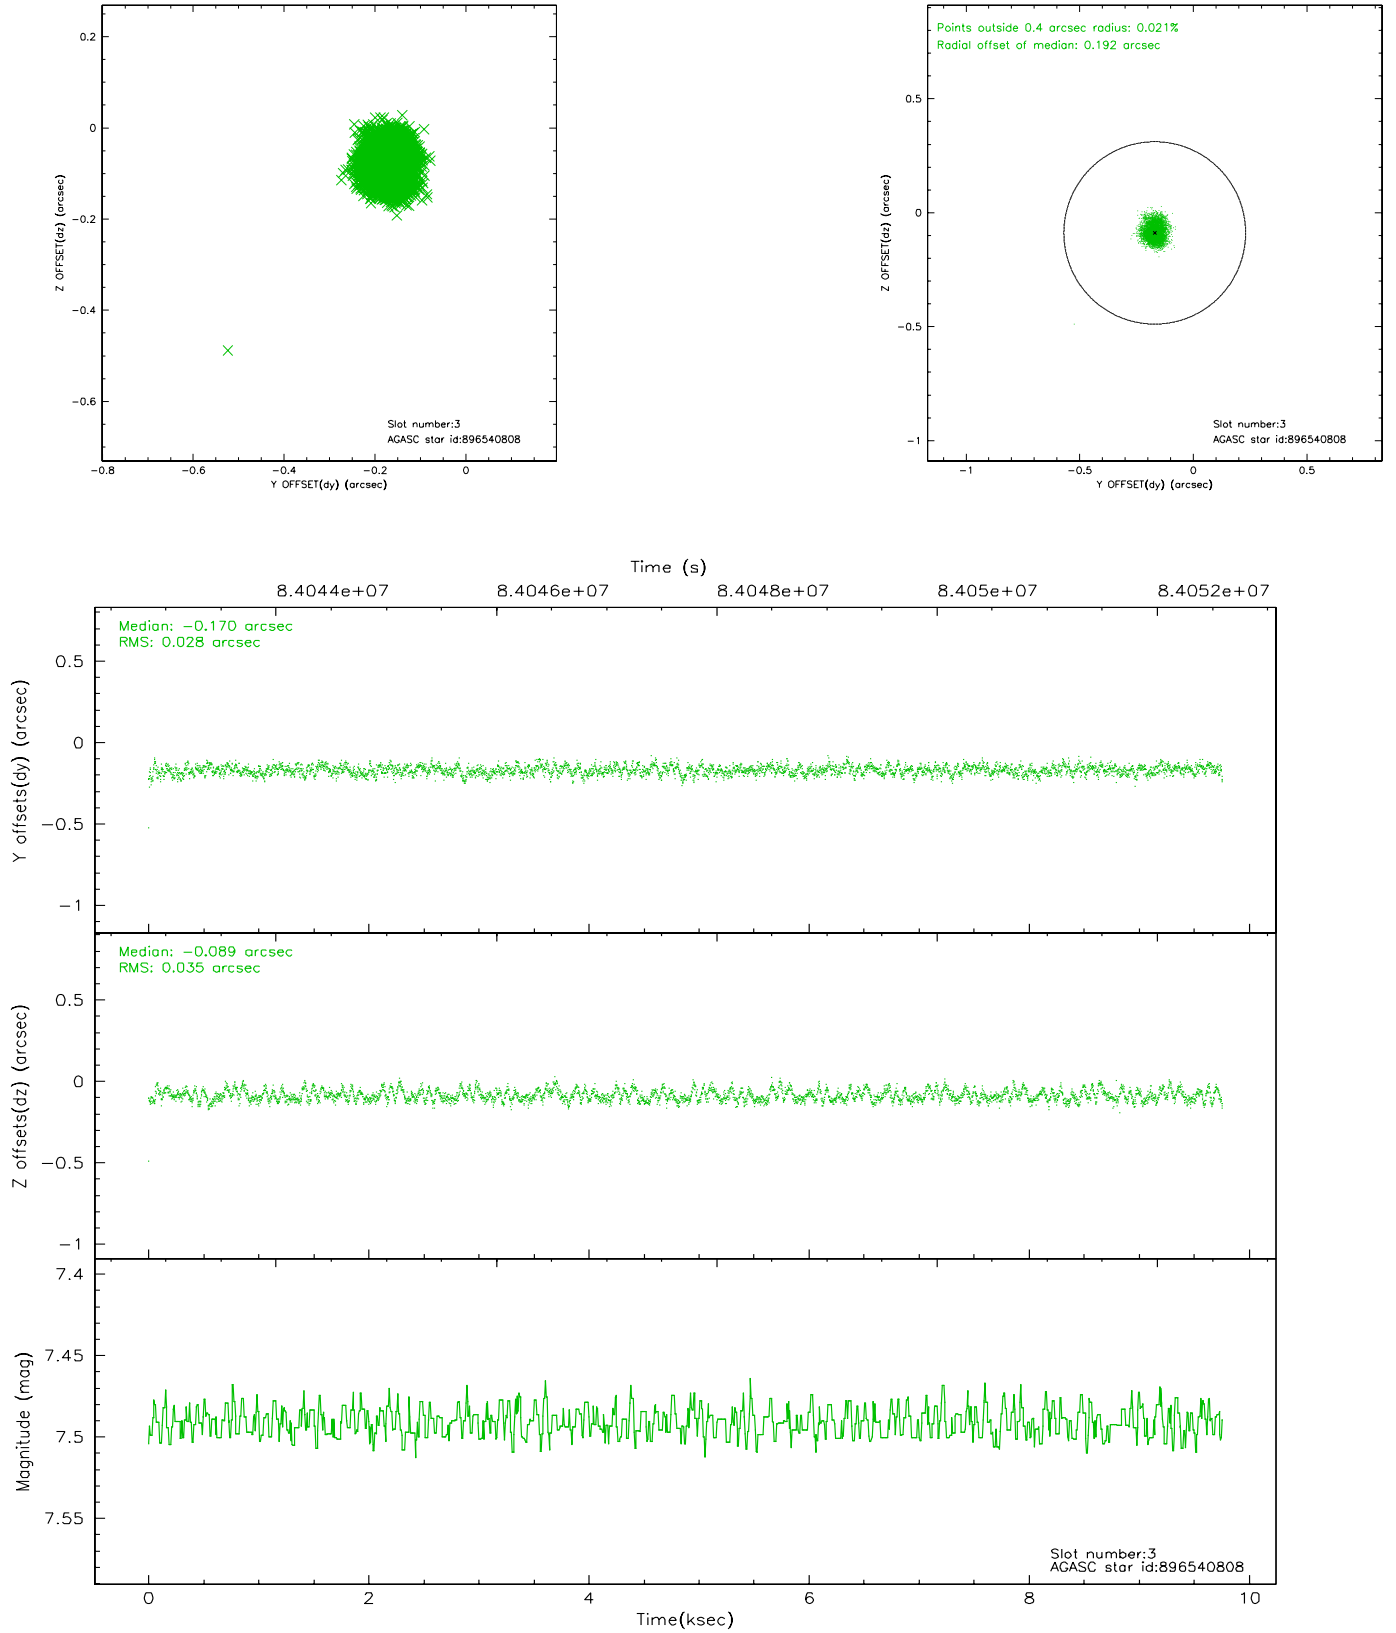 0.2
0
-0.2
-0.4
-0.6
Z OFFSET(dz) (arcsec)
Slot number:3
AGASC star id:896540808
-0.8
-0.6
-0.4
-0.2
0
Y OFFSET(dy) (arcsec)
Points outside 0.4 arcsec radius: 0.021%
Radial offset of median: 0.192 arcsec
0.5
0
-0.5
-1
Z OFFSET(dz) (arcsec)
Slot number:3
AGASC star id:896540808
-1
-0.5
0
0.5
Y OFFSET(dy) (arcsec)
Time (s)
8.4044e+07
8.4046e+07
8.4048e+07
8.405e+07
8.4052e+07
Median: -0.170 arcsec
RMS: 0.028 arcsec
0.5
0
-0.5
-1
Y offsets(dy) (arcsec)
Median: -0.089 arcsec
RMS: 0.035 arcsec
0.5
0
-0.5
-1
Z offsets(dz) (arcsec)
7.4
7.45
7.5
7.55
Magnitude (mag)
Slot number:3
AGASC star id:896540808
0
2
4
6
8
10
Time(ksec)